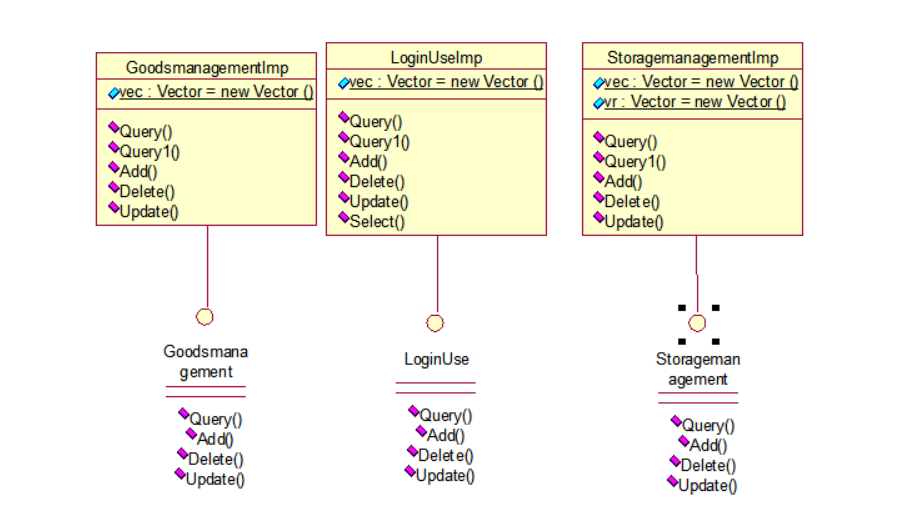 GoodsmanagementImp
vec : Vector = new Vector ()
Query()
Query1()
Add()
Delete()
Update()
LoginUseImp
vec : Vector = new Vector ()
Query()
Query1()
Add()
Delete()
Update()
Select()
StoragemanagementImp
vec : Vector = new Vector ()
vr : Vector = new Vector ()
Query()
Query1()
Add()
Delete()
Update()
Goodsmana
gement
Query()
Add()
Delete()
Update()
LoginUse
Query()
Add()
Delete()
Update()
Storageman
agement
Query()
Add()
Delete()
Update()